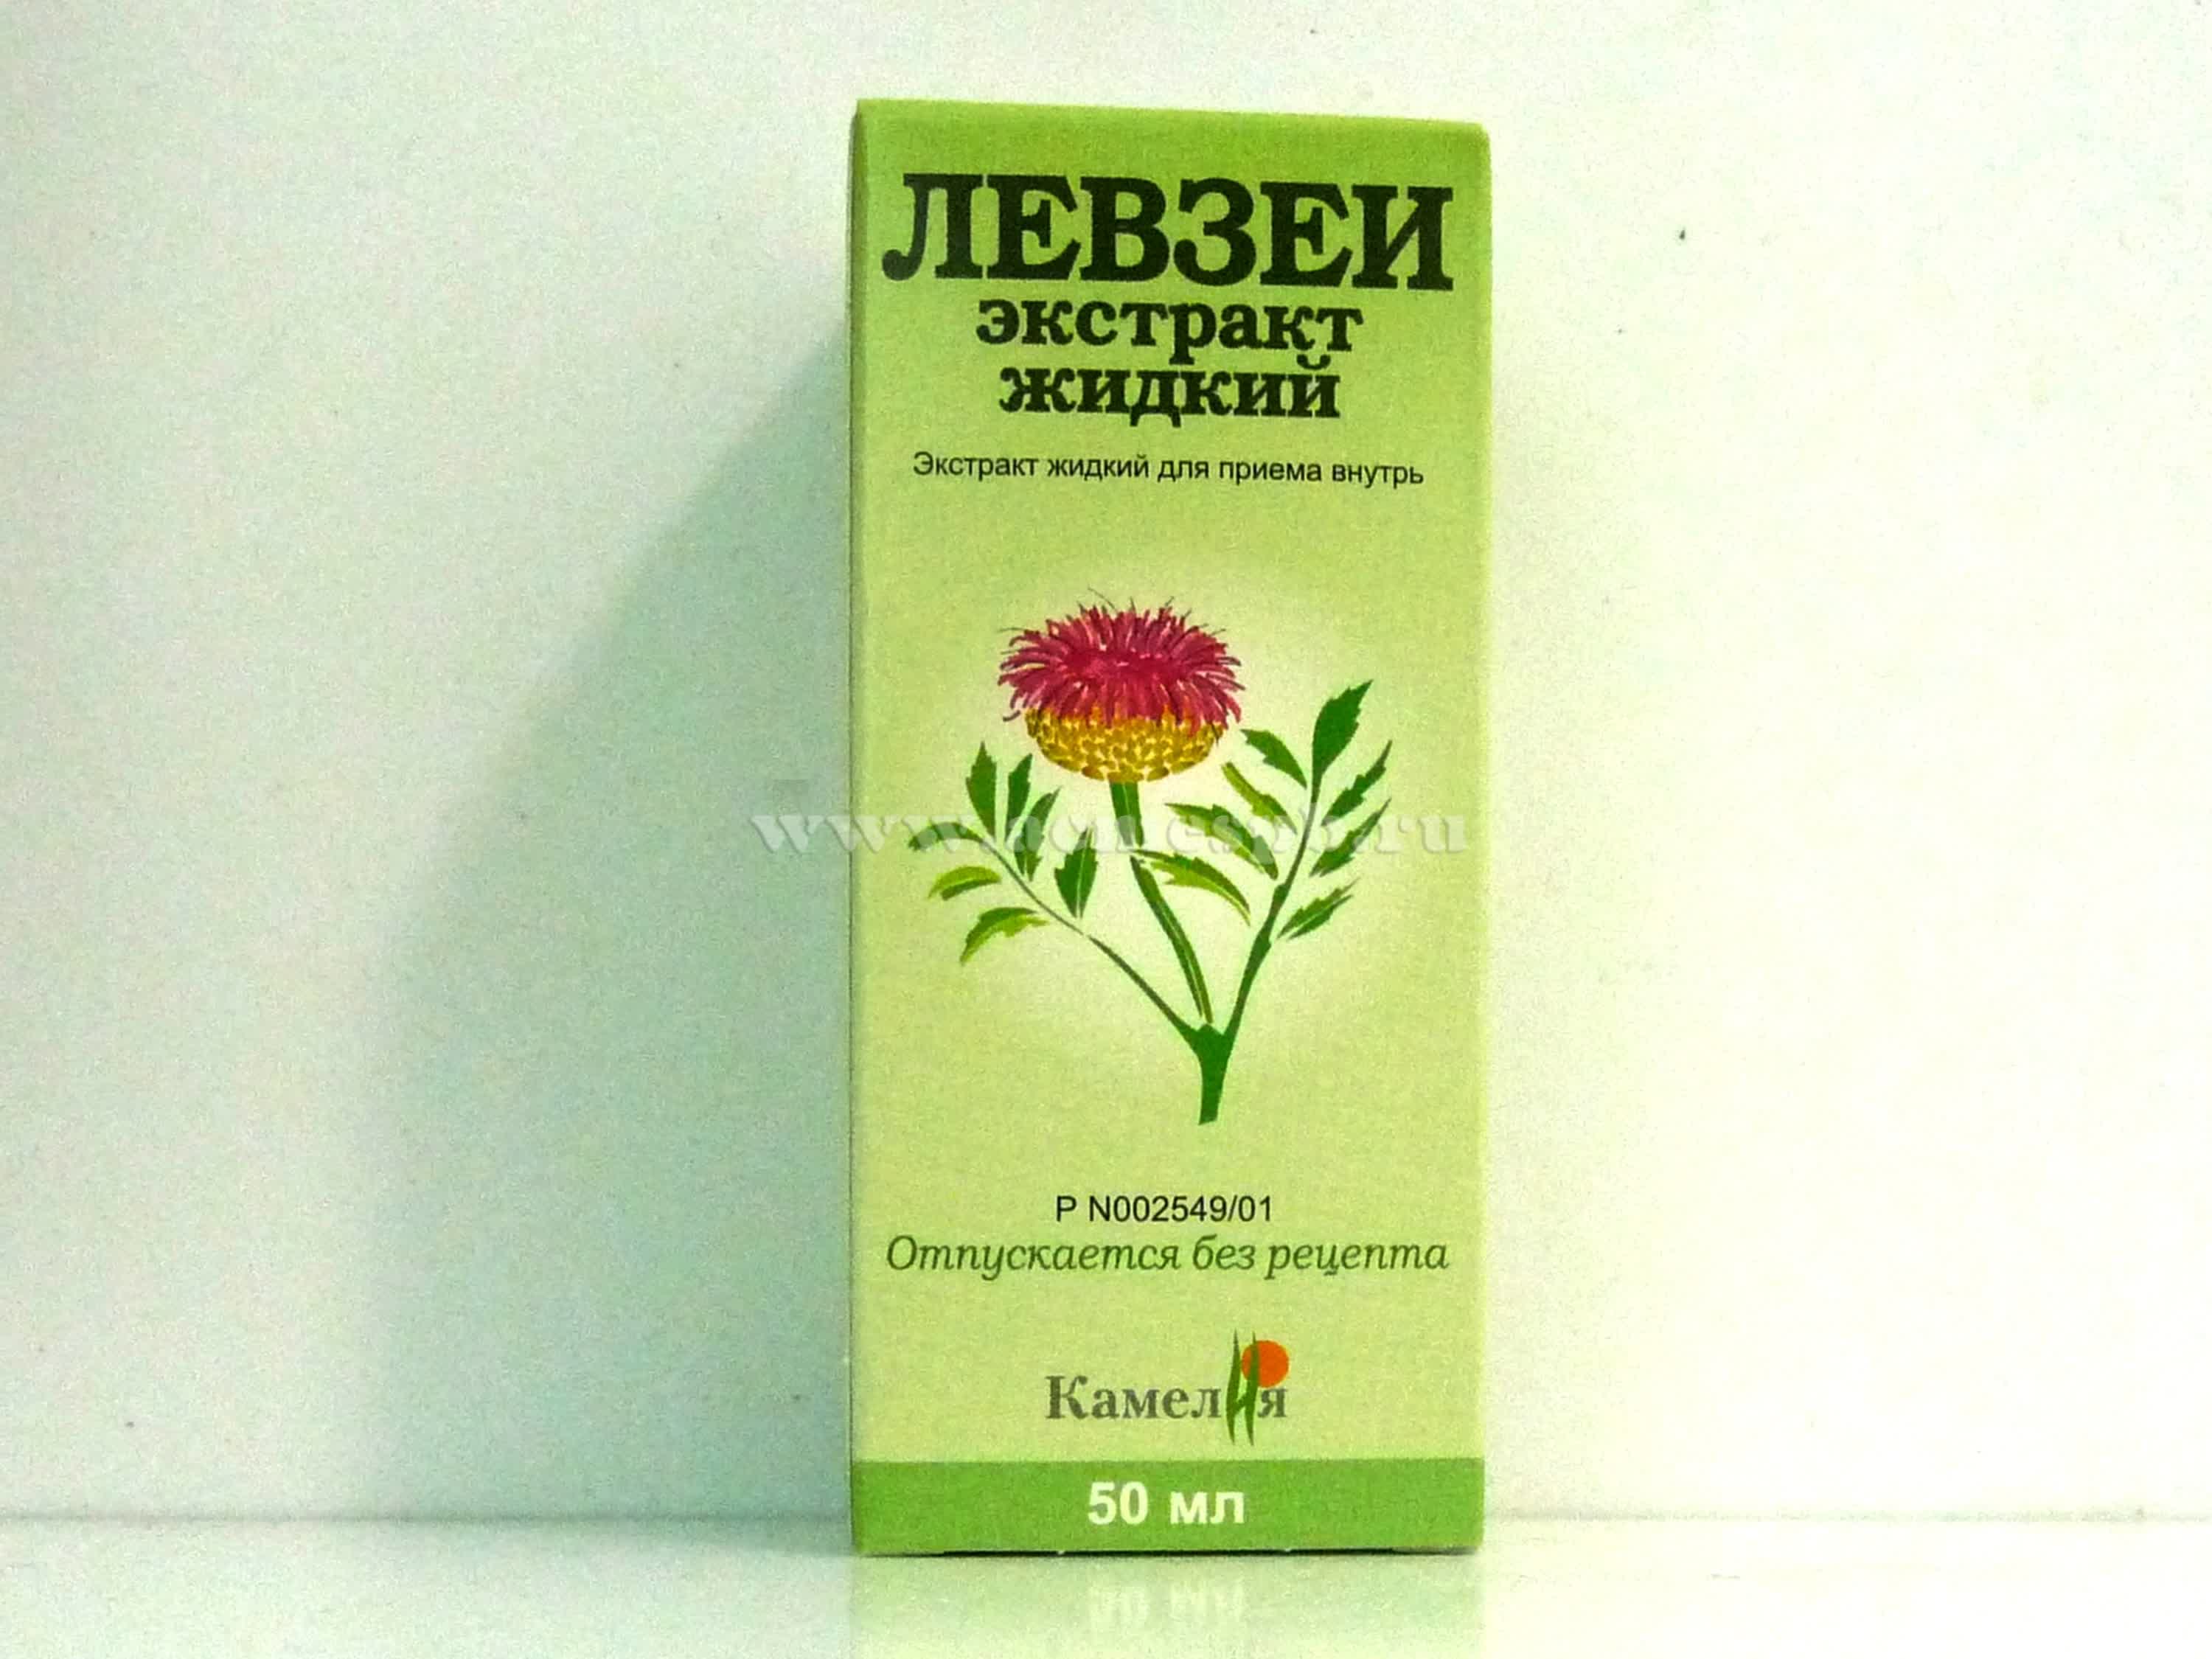 ЛЕВЗЕИ
экстракт
жидкий
Экстракт жидкий для приема внутрь
Р N002549/01
Отпускается без рецепта
Камелия
50 мл